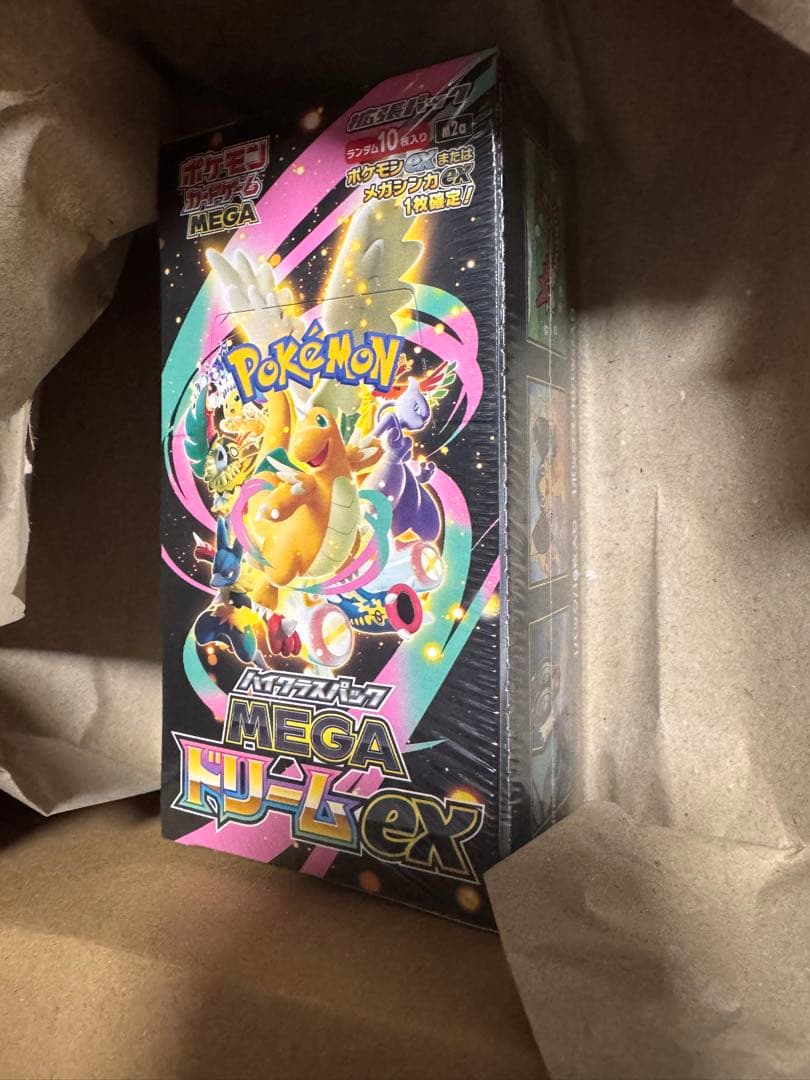 ポケモン
カードゲーム
MEGA
拡張パック
ランダム10枚入り
M2a
ポケモンexまたは
メガシンカex
1枚確定!
POKéMON
ハイクラスパック
MEGA
ドリームex